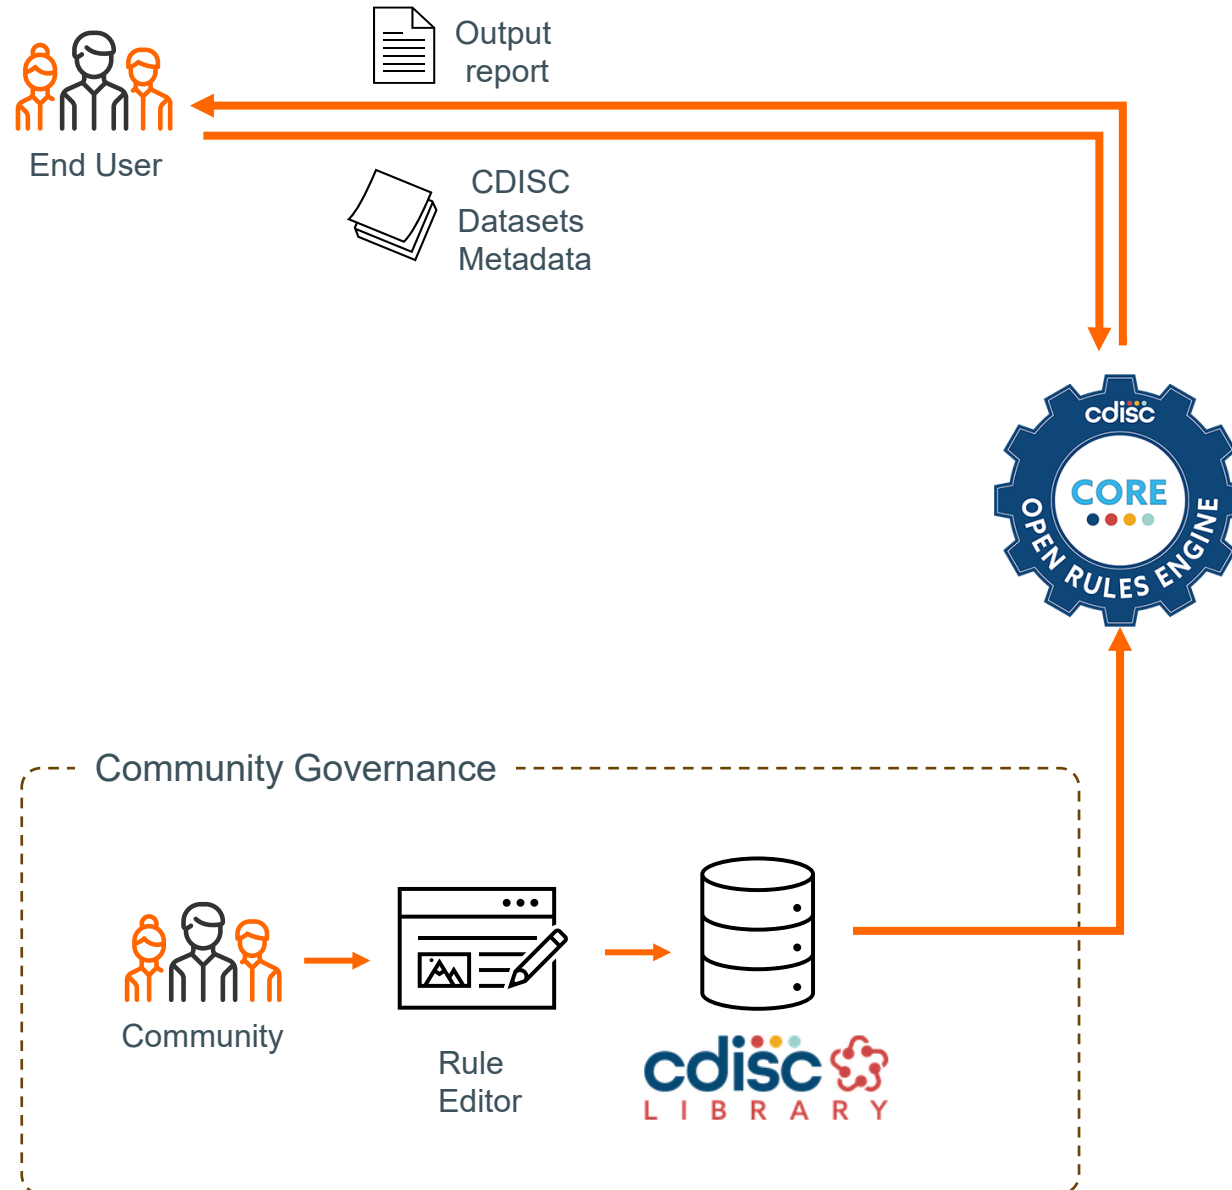 Output
report
End User
CDISC
Datasets
Metadata
cdisc
CORE
OPEN RULES ENGINE
Community Governance
Community
Rule
Editor
cdisc
LIBRARY